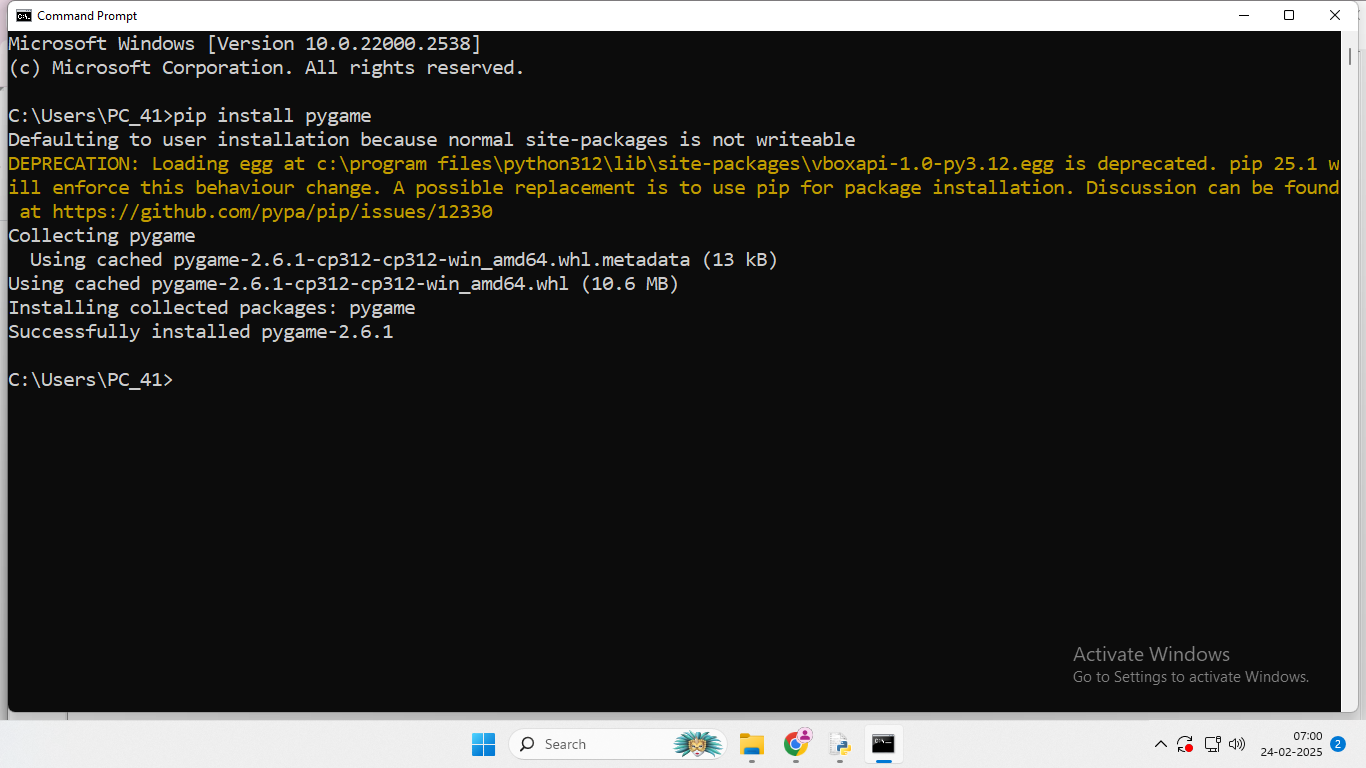 Command Prompt
Microsoft Windows [Version 10.0.22000.2538]
(c) Microsoft Corporation. All rights reserved.
C:\Users\PC_41>pip install pygame
Defaulting to user installation because normal site-packages is not writeable
DEPRECATION: Loading egg at c:\program files\python312\lib\site-packages\vboxapi-1.0-py3.12.egg is deprecated. pip 25.1 w
ill enforce this behaviour change. A possible replacement is to use pip for package installation. Discussion can be found
 at https://github.com/pypa/pip/issues/12330
Collecting pygame
  Using cached pygame-2.6.1-cp312-cp312-win_amd64.whl.metadata (13 kB)
Using cached pygame-2.6.1-cp312-cp312-win_amd64.whl (10.6 MB)
Installing collected packages: pygame
Successfully installed pygame-2.6.1
C:\Users\PC_41>
Activate Windows
Go to Settings to activate Windows.
Search
07:00
24-02-2025
2